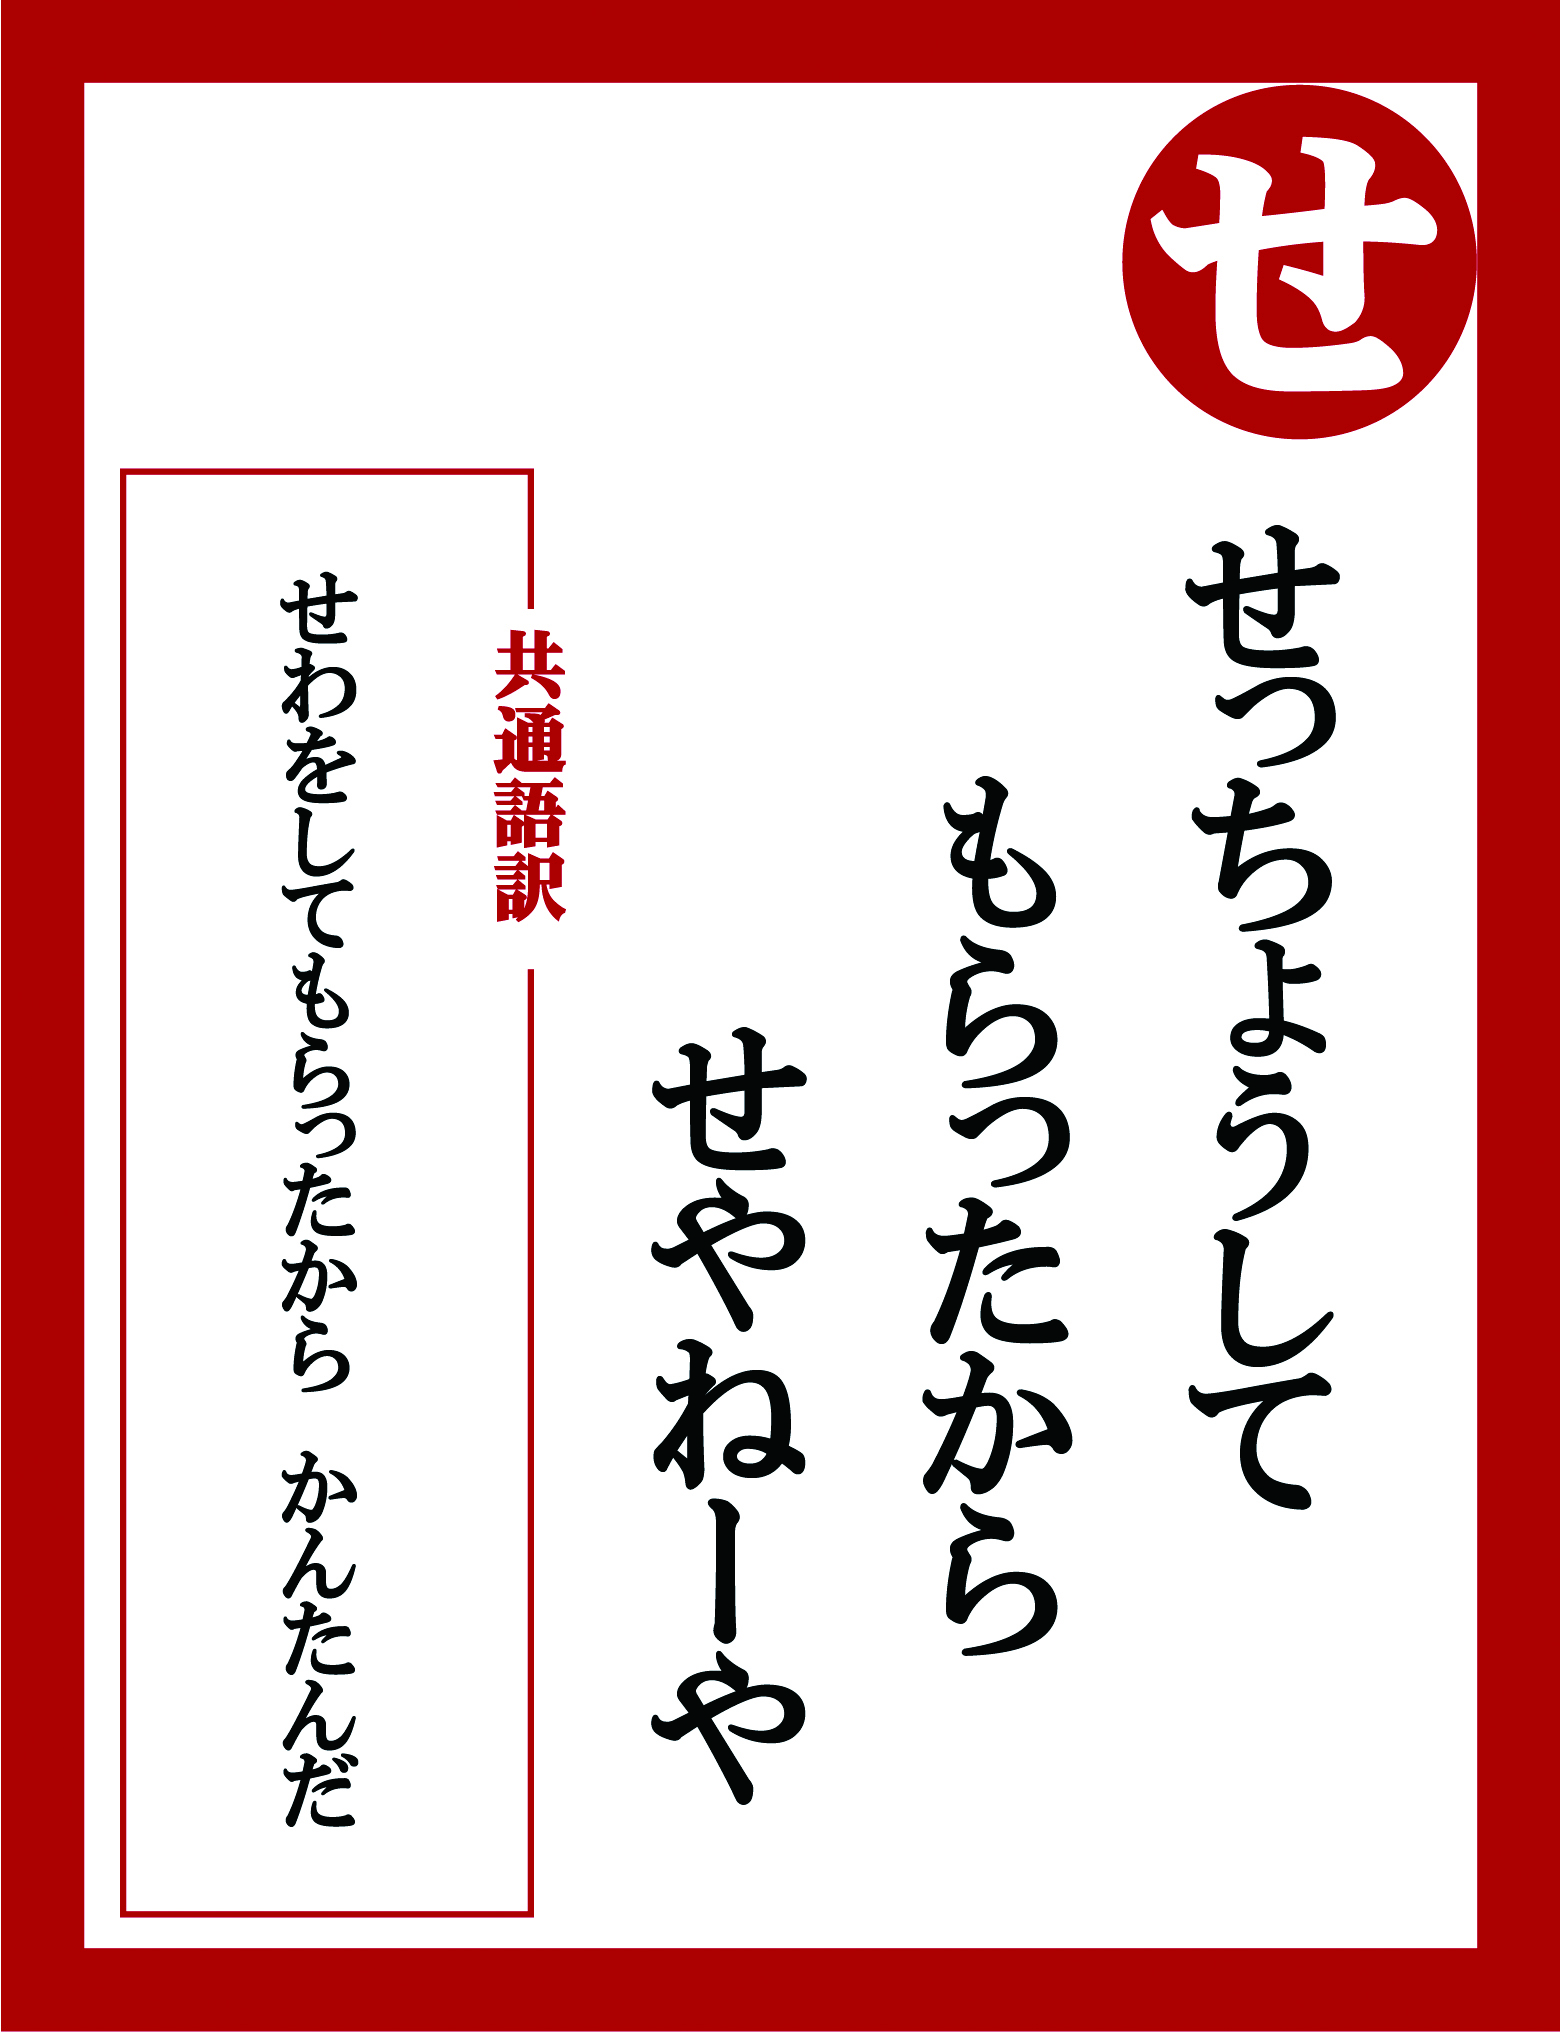 せ
せっちょうして
もらったから
せやねーや
共通語訳
せわをしてもらったから　かんたんだ